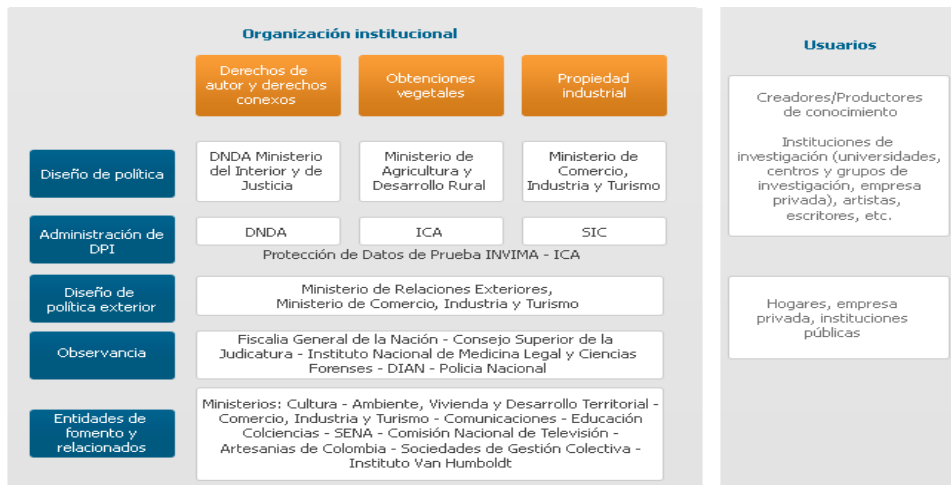 Organización institucional
Derechos de
autor y derechos
conexos
Obtenciones
vegetales
Propiedad
industrial
Diseño de política
DNDA Ministerio
del Interior y de
Justicia
Ministerio de
Agricultura y
Desarrollo Rural
Ministerio de
Comercio,
Industria y Turismo
Administración de
DPI
DNDA
ICA
SIC
Protección de Datos de Prueba INVIMA - ICA
Diseño de
política exterior
Ministerio de Relaciones Exteriores,
Ministerio de Comercio, Industria y Turismo
Observancia
Fiscalia General de la Nación - Consejo Superior de la
Judicatura - Instituto Nacional de Medicina Legal y Ciencias
Forenses - DIAN - Policia Nacional
Entidades de
fomento y
relacionados
Ministerios: Cultura - Ambiente, Vivienda y Desarrollo Territorial -
Comercio, Industria y Turismo - Comunicaciones - Educación
Colciencias - SENA - Comisión Nacional de Televisión -
Artesanias de Colombia - Sociedades de Gestión Colectiva -
Instituto Van Humboldt
Usuarios
Creadores/Productores
de conocimiento
Instituciones de
investigación (universidades,
centros y grupos de
investigación, empresa
privada), artistas,
escritores, etc.
Hogares, empresa
privada, instituciones
públicas